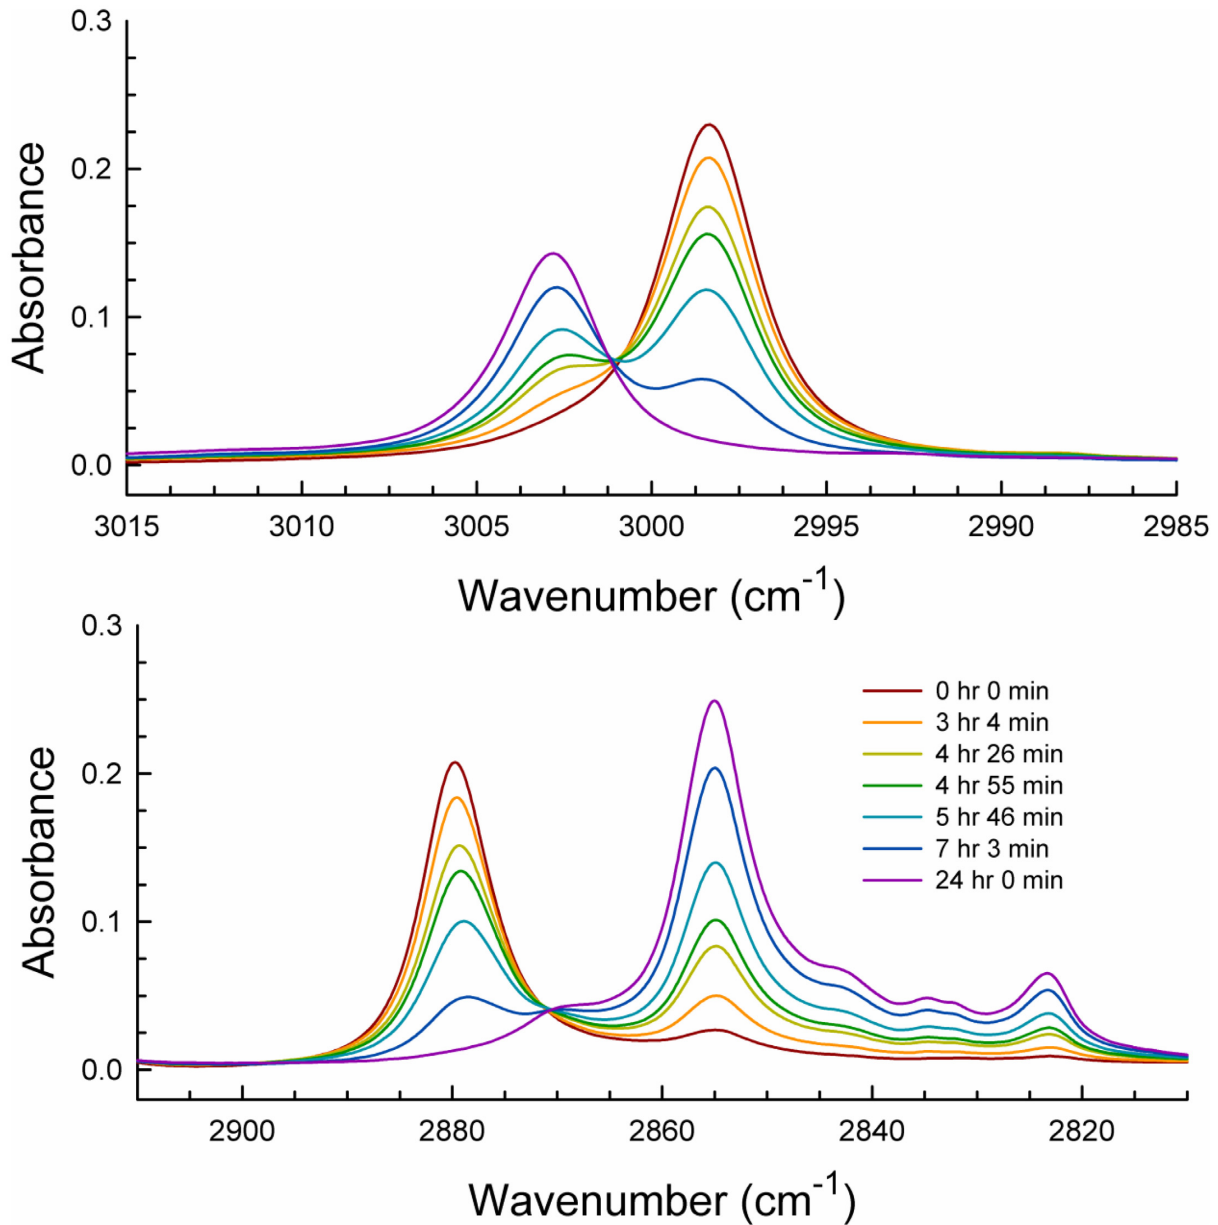 0.3
0.2
0.1
0.0
Absorbance
3015 3010 3005 3000 2995 2990 2985
Wavenumber (cm-1)
0.3
0.2
0.1
0.0
Absorbance
0 hr 0 min
3 hr 4 min
4 hr 26 min
4 hr 55 min
5 hr 46 min
7 hr 3 min
24 hr 0 min
2900 2880 2860 2840 2820
Wavenumber (cm-1)